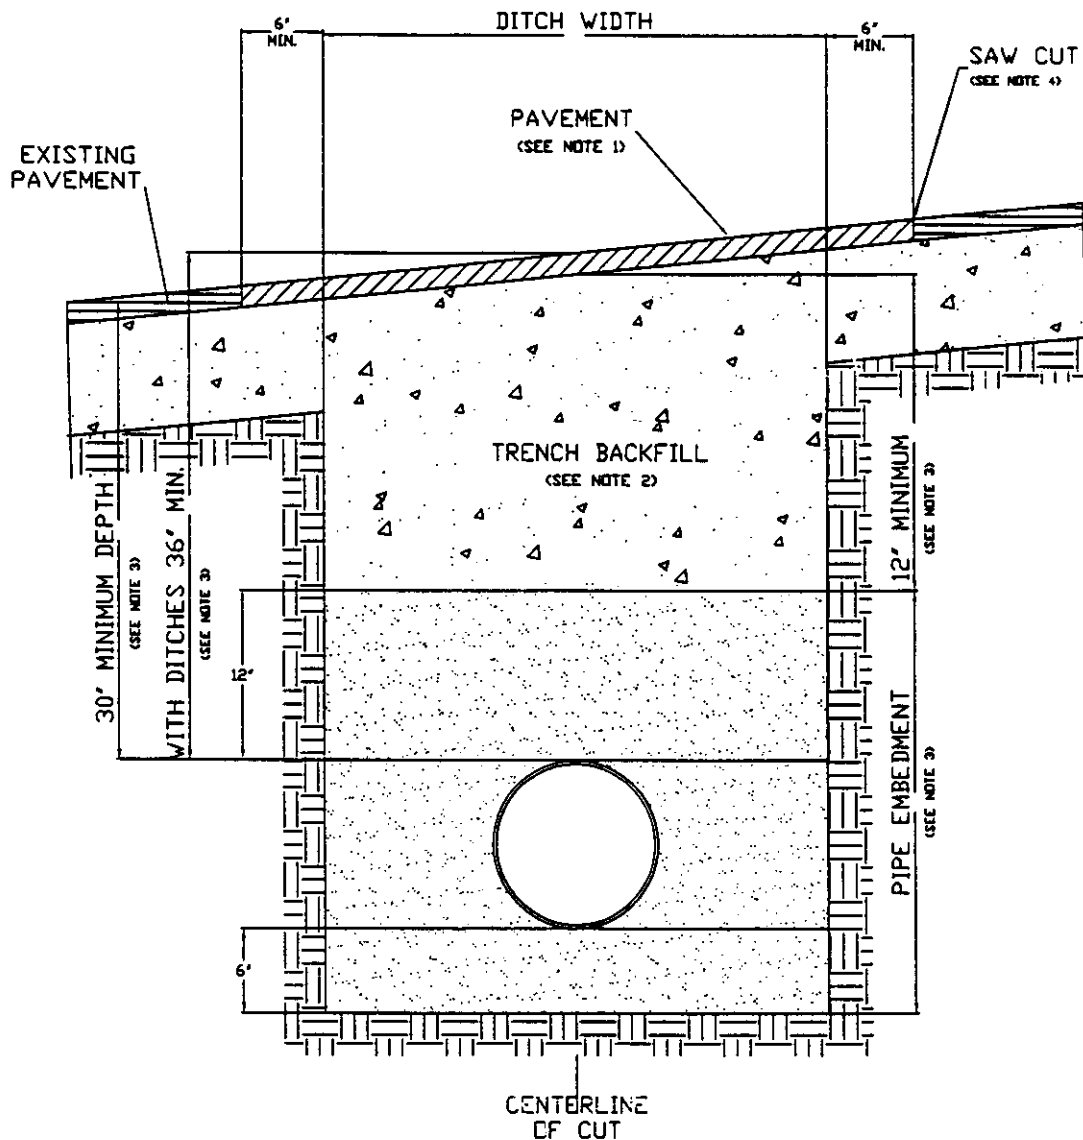 6" MIN.
DITCH WIDTH
6" MIN.
SAW CUT
(SEE NOTE 4)
PAVEMENT
(SEE NOTE 1)
EXISTING
PAVEMENT
TRENCH BACKFILL
(SEE NOTE 2)
30" MINIMUM DEPTH
(SEE NOTE 3)
WITH DITCHES 36" MIN.
(SEE NOTE 3)
12" MINIMUM
(SEE NOTE 3)
12"
PIPE EMBEDMENT
(SEE NOTE 3)
6"
CENTERLINE
OF CUT